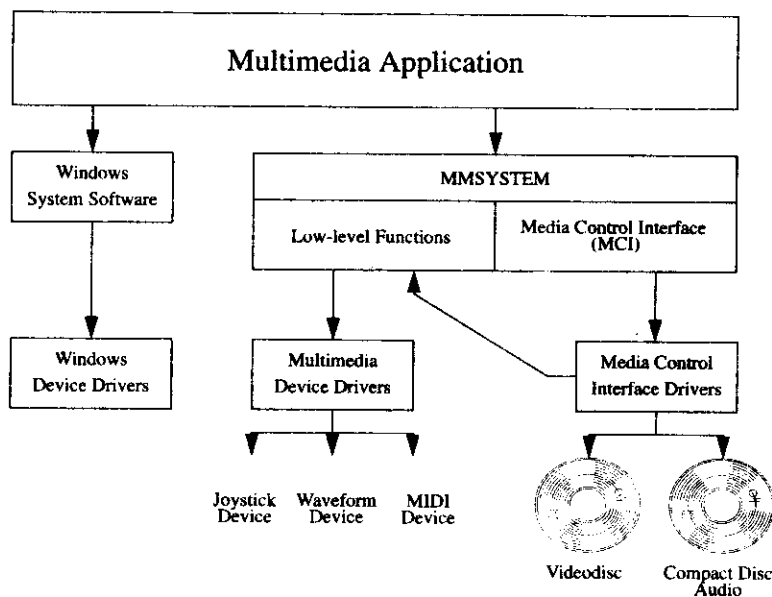 Multimedia Application
Windows
System Software
MMSYSTEM
Low-level Functions
Media Control Interface
(MCI)
Windows
Device Drivers
Multimedia
Device Drivers
Media Control
Interface Drivers
Joystick
Device
Waveform
Device
MIDI
Device
Videodisc
Compact Disc
Audio